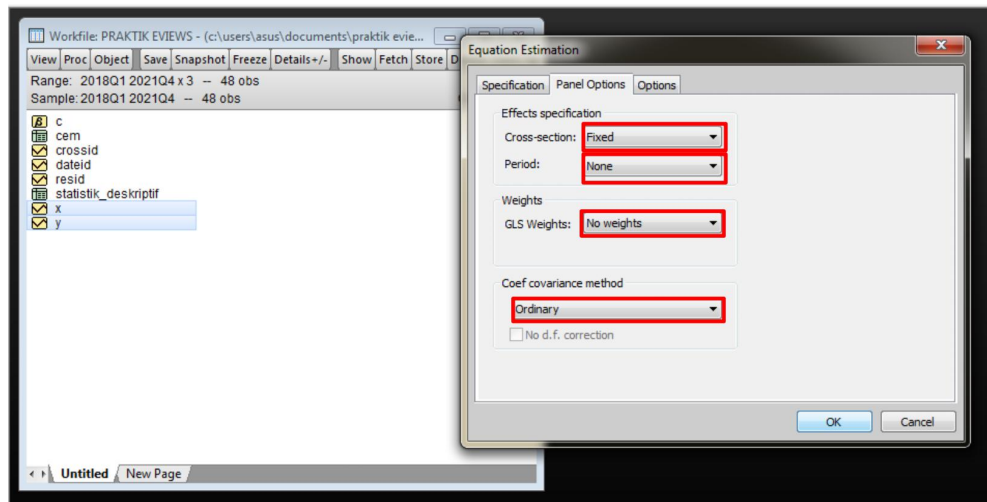 Workfile: PRAKTIK EVIEWS - (c:\users\asus\documents\praktik evie...
View Proc Object Save Snapshot Freeze Details+/- Show Fetch Store D
Range: 2018Q1 2021Q4 x 3 -- 48 obs
Sample: 2018Q1 2021Q4 -- 48 obs
β c
cem
crossid
dateid
resid
statistik_deskriptif
x
y
Untitled New Page
Equation Estimation
Specification Panel Options Options
Effects specification
Cross-section: Fixed
Period: None
Weights
GLS Weights: No weights
Coef covariance method
Ordinary
No d.f. correction
OK Cancel